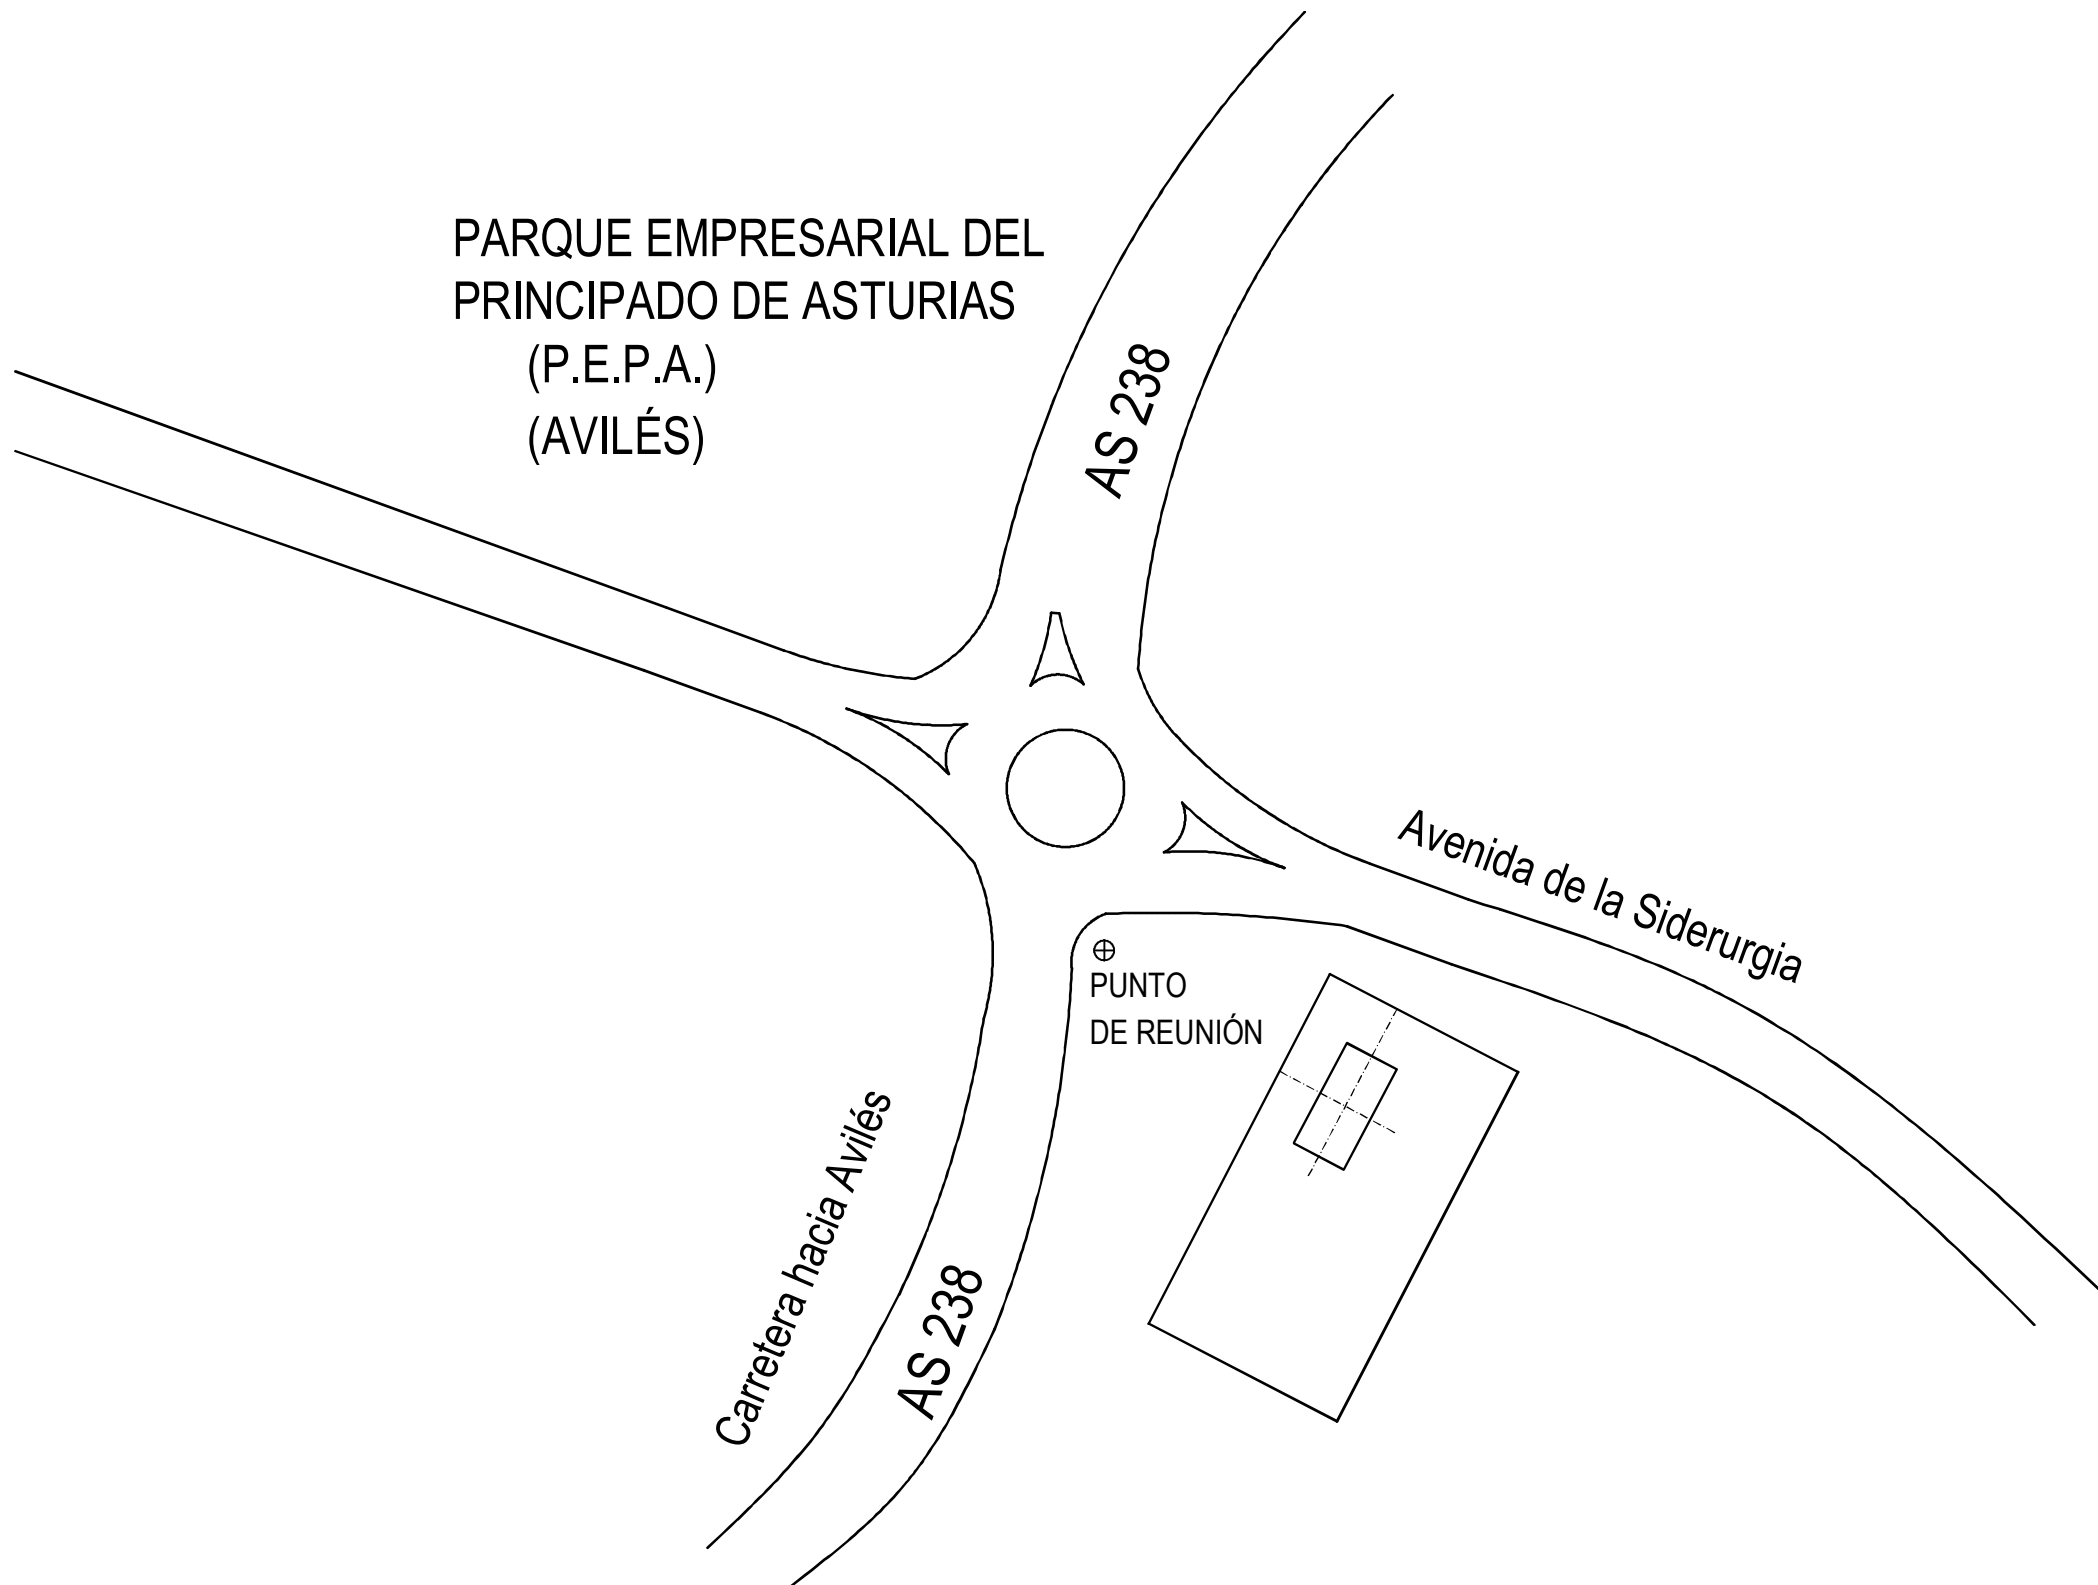 PARQUE EMPRESARIAL DEL
PRINCIPADO DE ASTURIAS
(P.E.P.A.)
(AVILÉS)
AS 238
Avenida de la Siderurgia
PUNTO
DE REUNIÓN
Carretera hacia Avilés
AS 238